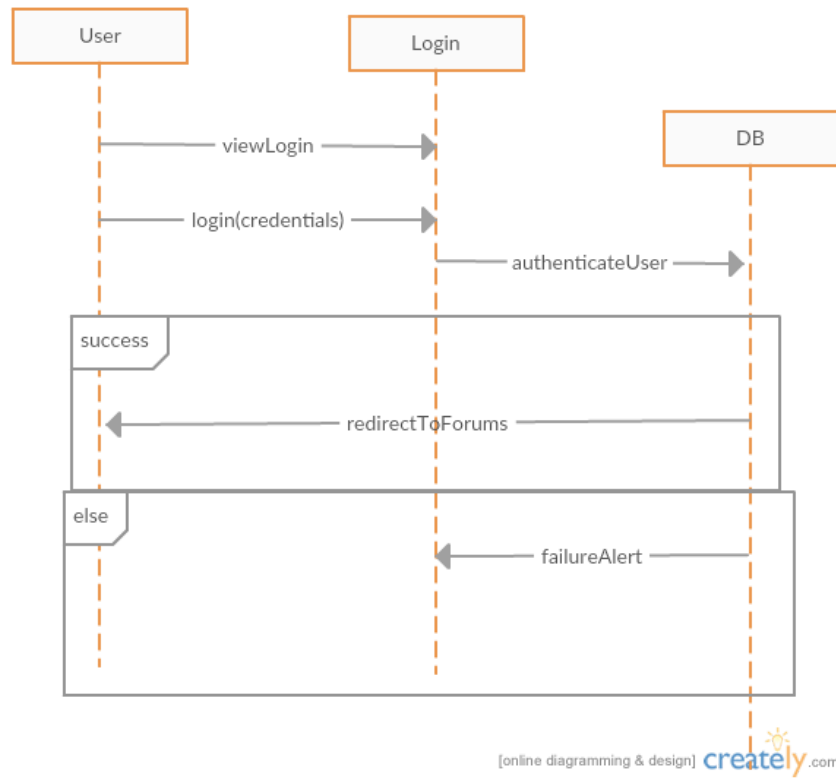 User
Login
DB
viewLogin
login(credentials)
authenticateUser
success
redirectToForums
else
failureAlert
[online diagramming & design] creately.com